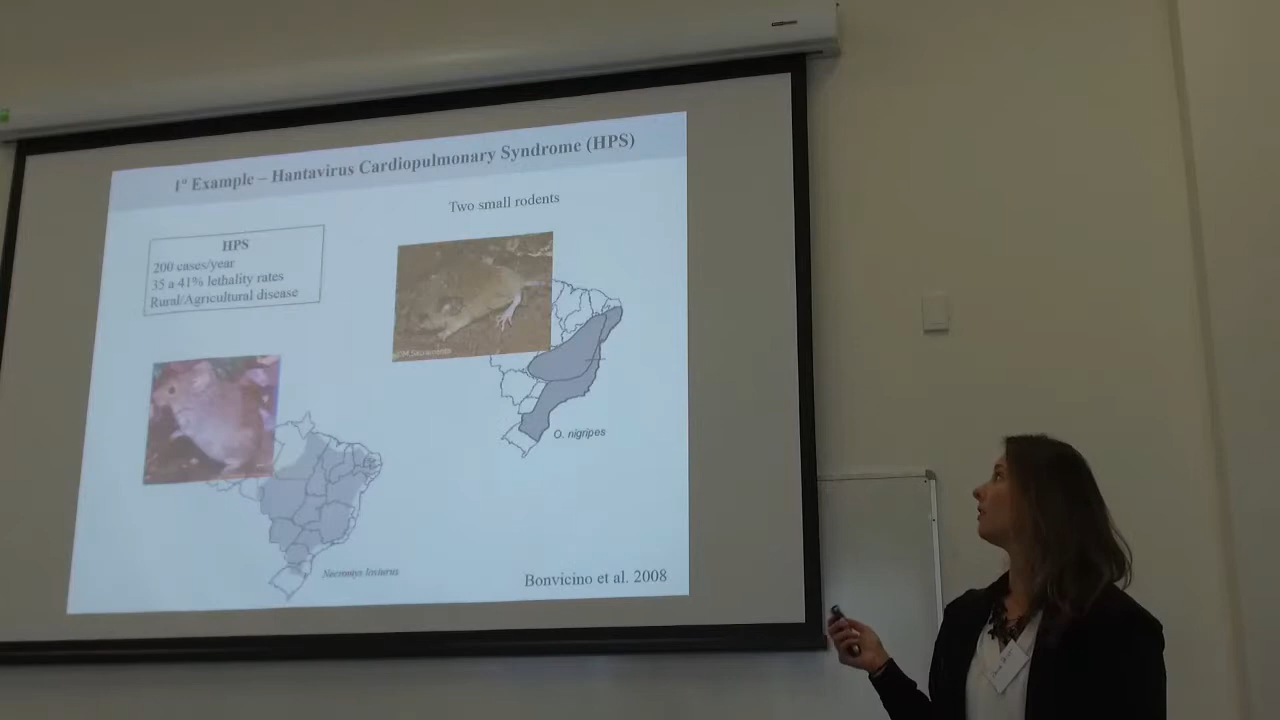 1ª Example – Hantavirus Cardiopulmonary Syndrome (HPS)
Two small rodents
HPS
200 cases/year
35 a 41% lethality rates
Rural/Agricultural disease
O. nigripes
Necromys lasiurus
Bonvicino et al. 2008